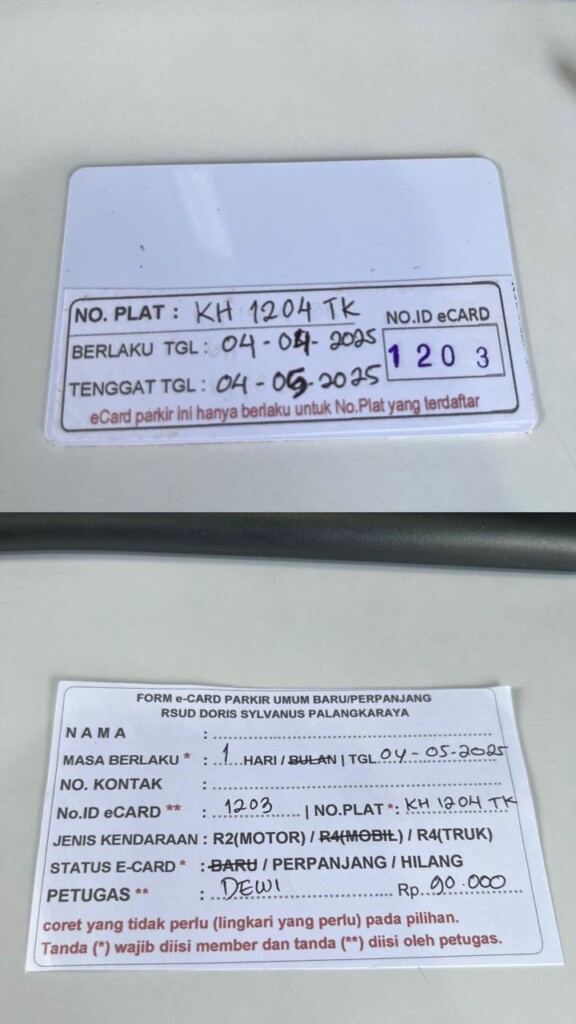 NO. PLAT : KH 1204 TK
NO.ID eCARD
BERLAKU TGL : 04-04-2025
1203
TENGGAT TGL : 04-05-2025
eCard parkir ini hanya berlaku untuk No.Plat yang terdaftar
FORM e-CARD PARKIR UMUM BARU/PERPANJANG
RSUD DORIS SYLVANUS PALANGKARAYA
NAMA :
MASA BERLAKU * : 1 HARI / BULAN | TGL. 04-05-2025
NO. KONTAK :
No.ID eCARD ** : 1203 | NO.PLAT *: KH 1204 TK
JENIS KENDARAAN : R2(MOTOR) / R4(MOBIL) / R4(TRUK)
STATUS E-CARD * : BARU / PERPANJANG / HILANG
PETUGAS ** : DEWI Rp. 90.000
coret yang tidak perlu (lingkari yang perlu) pada pilihan.
Tanda (*) wajib diisi member dan tanda (**) diisi oleh petugas.